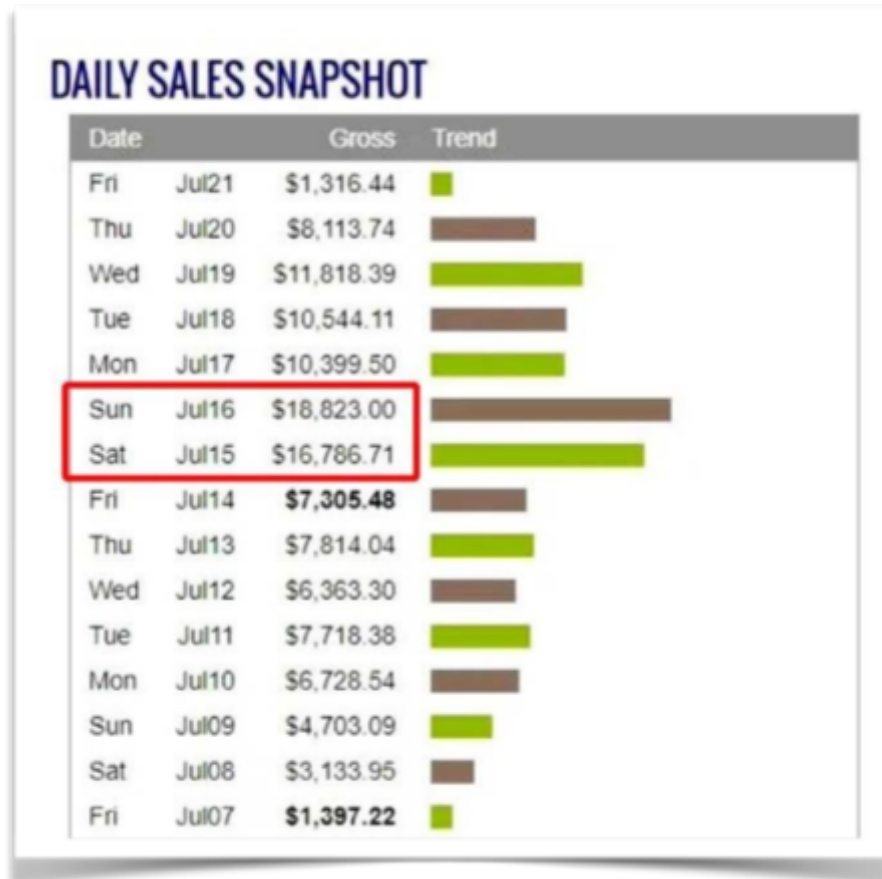 DAILY SALES SNAPSHOT
Date Gross Trend
Fri Jul21 $1,316.44
Thu Jul20 $8,113.74
Wed Jul19 $11,818.39
Tue Jul18 $10,544.11
Mon Jul17 $10,399.50
Sun Jul16 $18,823.00
Sat Jul15 $16,786.71
Fri Jul14 $7,305.48
Thu Jul13 $7,814.04
Wed Jul12 $6,363.30
Tue Jul11 $7,718.38
Mon Jul10 $6,728.54
Sun Jul09 $4,703.09
Sat Jul08 $3,133.95
Fri Jul07 $1,397.22